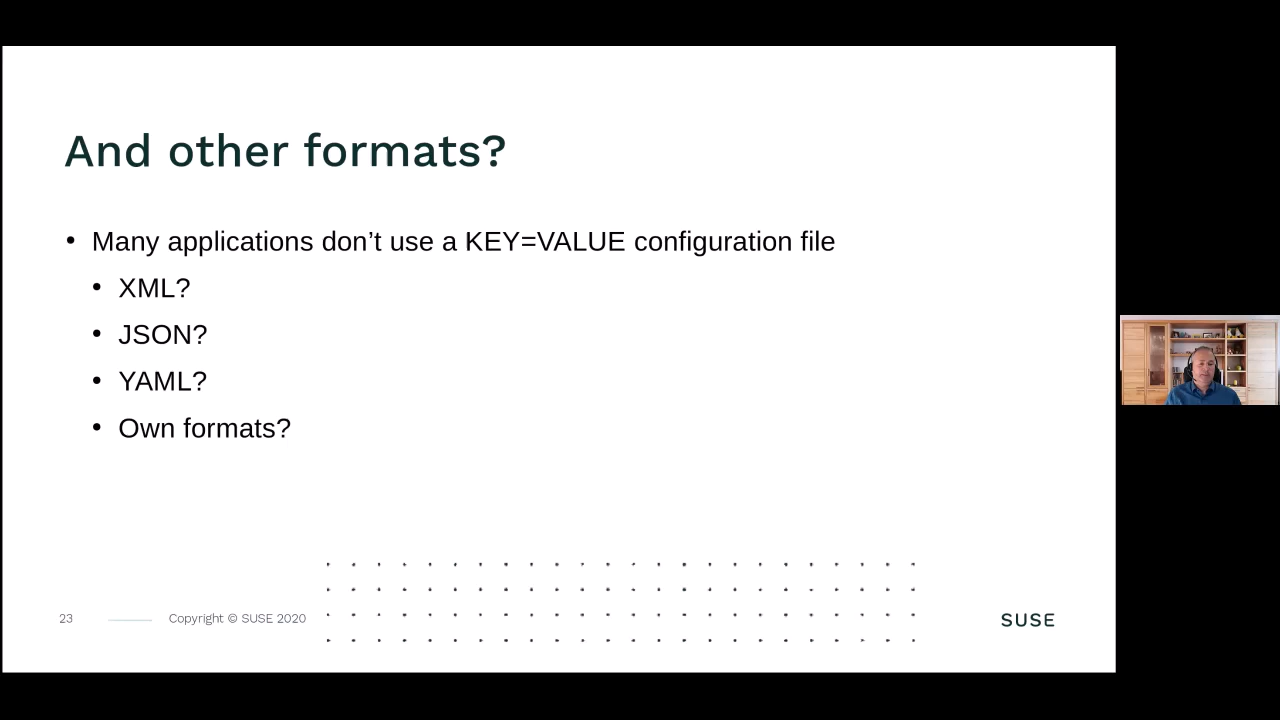 And other formats?
• Many applications don’t use a KEY=VALUE configuration file
• XML?
• JSON?
• YAML?
• Own formats?
23
Copyright © SUSE 2020
SUSE